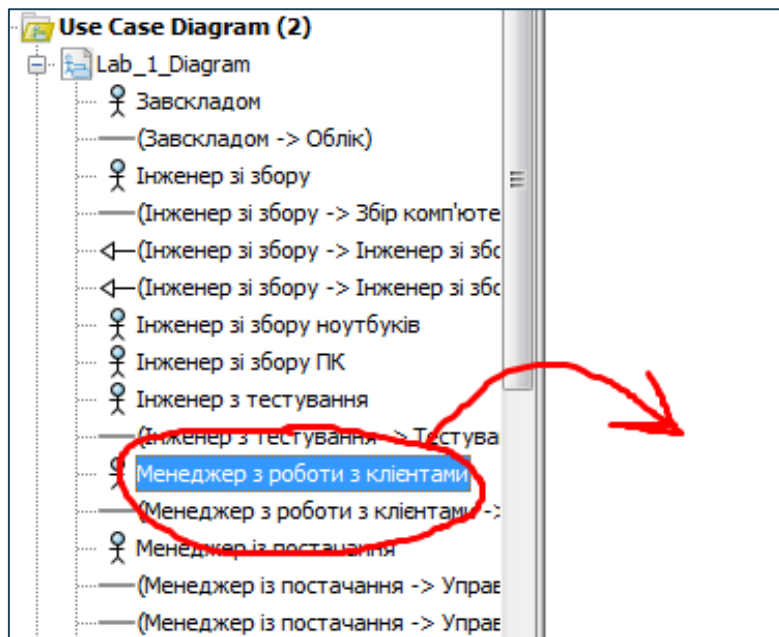 Use Case Diagram (2)
Lab_1_Diagram
Завскладом
(Завскладом -> Облік)
Інженер зі збору
(Інженер зі збору -> Збір комп'юте
(Інженер зі збору -> Інженер зі збс
(Інженер зі збору -> Інженер зі збс
Інженер зі збору ноутбуків
Інженер зі збору ПК
Інженер з тестування
(Інженер з тестування -> Тестува
Менеджер з роботи з клієнтами
(Менеджер з роботи з клієнтами ->
Менеджер із постачання
(Менеджер із постачання -> Управ
(Менеджер із постачання -> Управ